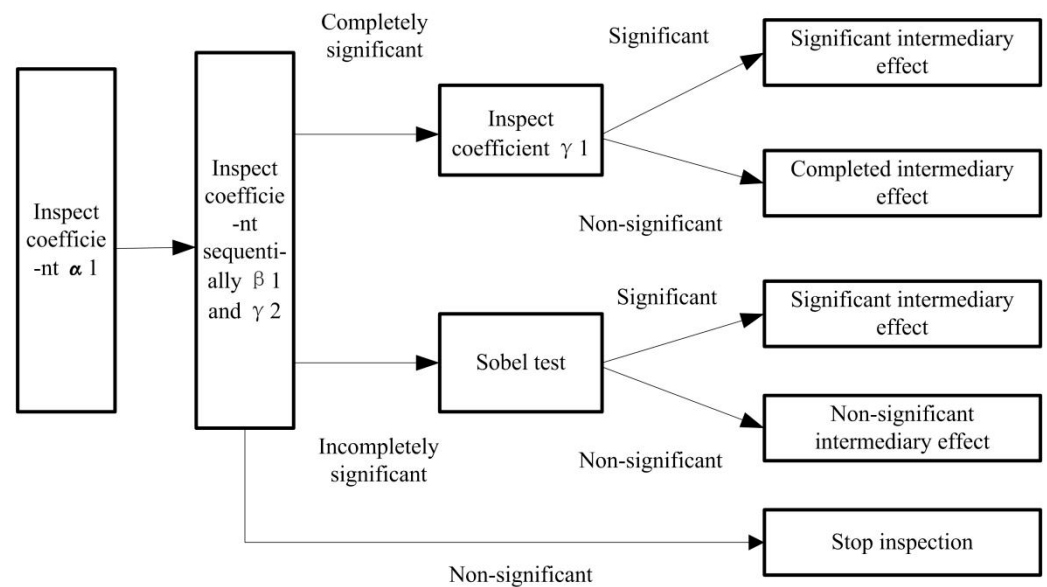 Completely
significant
Significant
Significant intermediary
effect
Inspect
coefficient γ 1
Completed intermediary
effect
Non-significant
Inspect
coefficie
-nt α 1
Inspect
coefficie
-nt
sequenti-
ally β 1
and γ 2
Significant
Significant intermediary
effect
Sobel test
Incompletely
significant
Non-significant
Non-significant
intermediary effect
Stop inspection
Non-significant